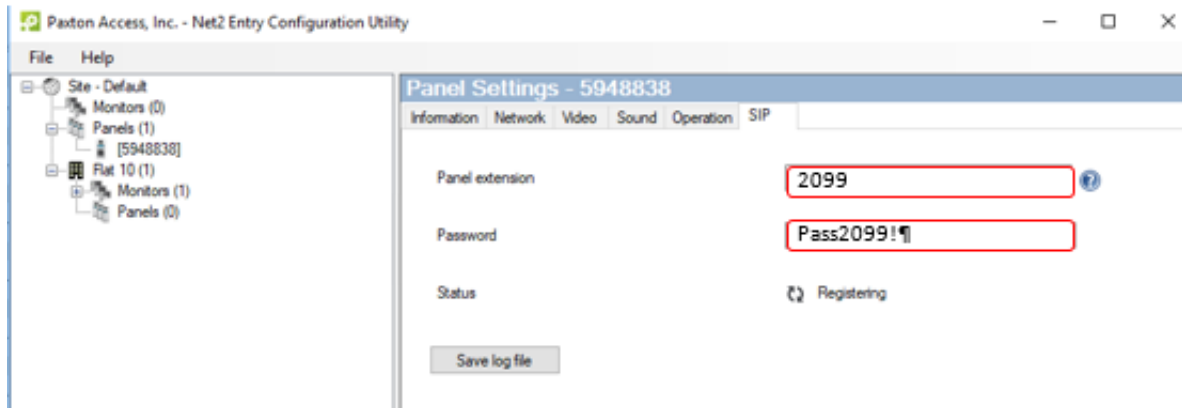 Paxton Access, Inc. - Net2 Entry Configuration Utility
File Help
Site - Default
Monitors (0)
Panels (1)
[5948838]
Flat 10 (1)
Monitors (1)
Panels (0)
Panel Settings - 5948838
Information Network Video Sound Operation SIP
Panel extension 2099
Password Pass2099!¶
Status Registering
Save log file